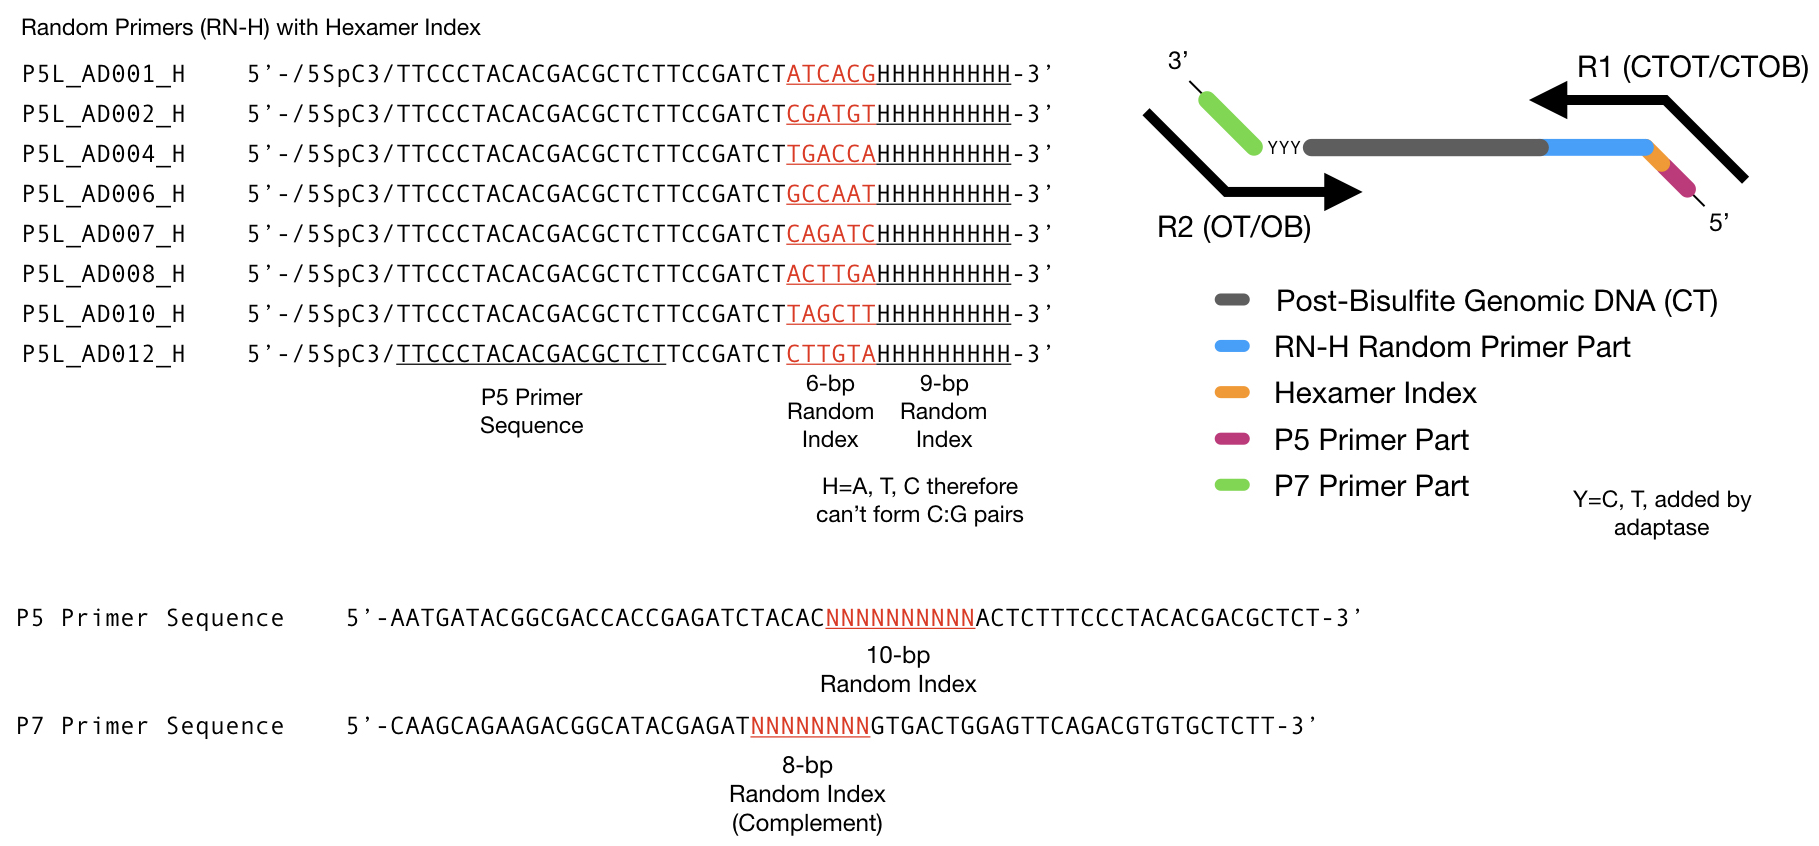 Random Primers (RN-H) with Hexamer Index
P5L_AD001_H 5’-/5SpC3/TTCCCTACACGACGCTCTTCCGATCTATCACGHHHHHHHHH-3’
P5L_AD002_H 5’-/5SpC3/TTCCCTACACGACGCTCTTCCGATCTCGATGTHHHHHHHHH-3’
P5L_AD004_H 5’-/5SpC3/TTCCCTACACGACGCTCTTCCGATCTTGACCAHHHHHHHHH-3’
P5L_AD006_H 5’-/5SpC3/TTCCCTACACGACGCTCTTCCGATCTGCCAATHHHHHHHHH-3’
P5L_AD007_H 5’-/5SpC3/TTCCCTACACGACGCTCTTCCGATCTCAGATCHHHHHHHHH-3’
P5L_AD008_H 5’-/5SpC3/TTCCCTACACGACGCTCTTCCGATCTACTTGAHHHHHHHHH-3’
P5L_AD010_H 5’-/5SpC3/TTCCCTACACGACGCTCTTCCGATCTTAGCTTHHHHHHHHH-3’
P5L_AD012_H 5’-/5SpC3/TTCCCTACACGACGCTCTTCCGATCTCTTGTAHHHHHHHHH-3’
P5 Primer
Sequence
6-bp
Random
Index
9-bp
Random
Index
H=A, T, C therefore
can’t form C:G pairs
3’
R1 (CTOT/CTOB)
YYY
R2 (OT/OB)
5’
Post-Bisulfite Genomic DNA (CT)
RN-H Random Primer Part
Hexamer Index
P5 Primer Part
P7 Primer Part
Y=C, T, added by
adaptase
P5 Primer Sequence 5’-AATGATACGGCGACCACCGAGATCTACACNNNNNNNNNNACTCTTTCCCTACACGACGCTCT-3’
10-bp
Random Index
P7 Primer Sequence 5’-CAAGCAGAAGACGGCATACGAGATNNNNNNNNGTGACTGGAGTTCAGACGTGTGCTCTT-3’
8-bp
Random Index
(Complement)